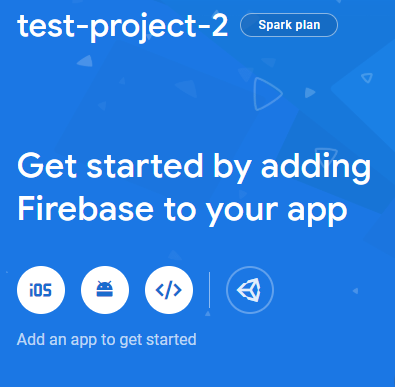 test-project-2 Spark plan
Get started by adding
Firebase to your app
iOS </>
Add an app to get started